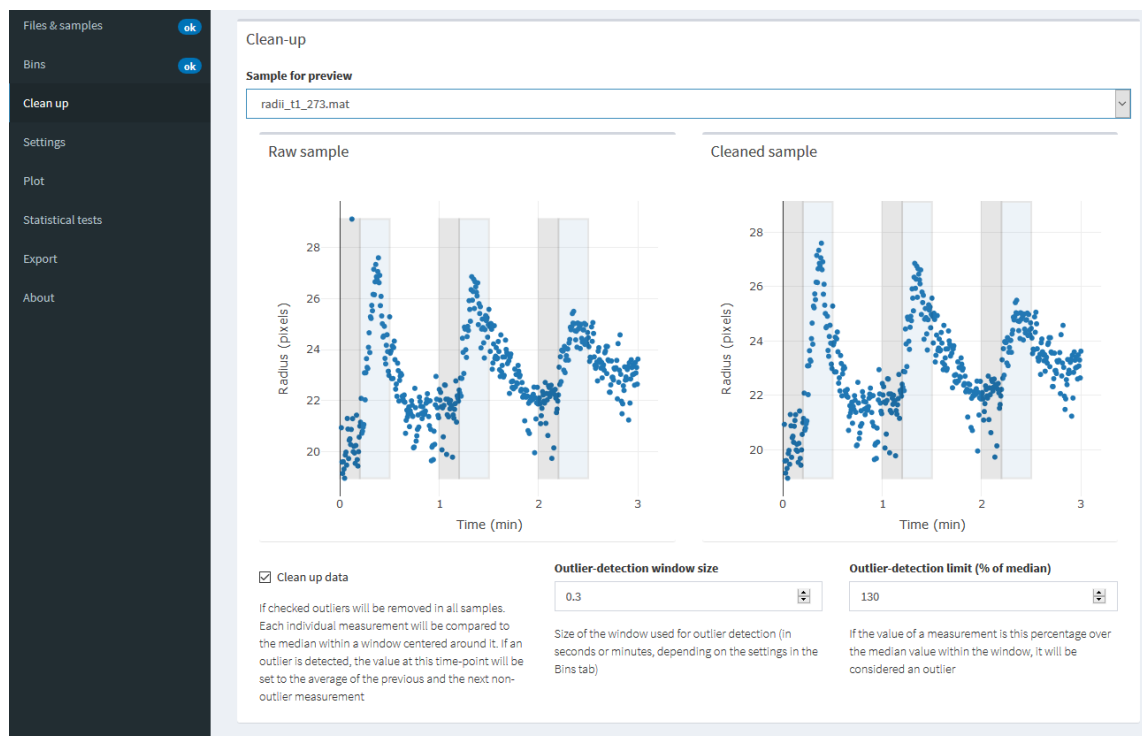 Files & samples
ok
Bins
ok
Clean up
Settings
Plot
Statistical tests
Export
About
Clean-up
Sample for preview
radii_t1_273.mat
Raw sample
28
26
24
22
20
Radius (pixels)
0
1
2
3
Time (min)
Cleaned sample
28
26
24
22
20
Radius (pixels)
0
1
2
3
Time (min)
Clean up data
If checked outliers will be removed in all samples.
Each individual measurement will be compared to
the median within a window centered around it. If an
outlier is detected, the value at this time-point will be
set to the average of the previous and the next non-
outlier measurement
Outlier-detection window size
0.3
Size of the window used for outlier detection (in
seconds or minutes, depending on the settings in the
Bins tab)
Outlier-detection limit (% of median)
130
If the value of a measurement is this percentage over
the median value within the window, it will be
considered an outlier